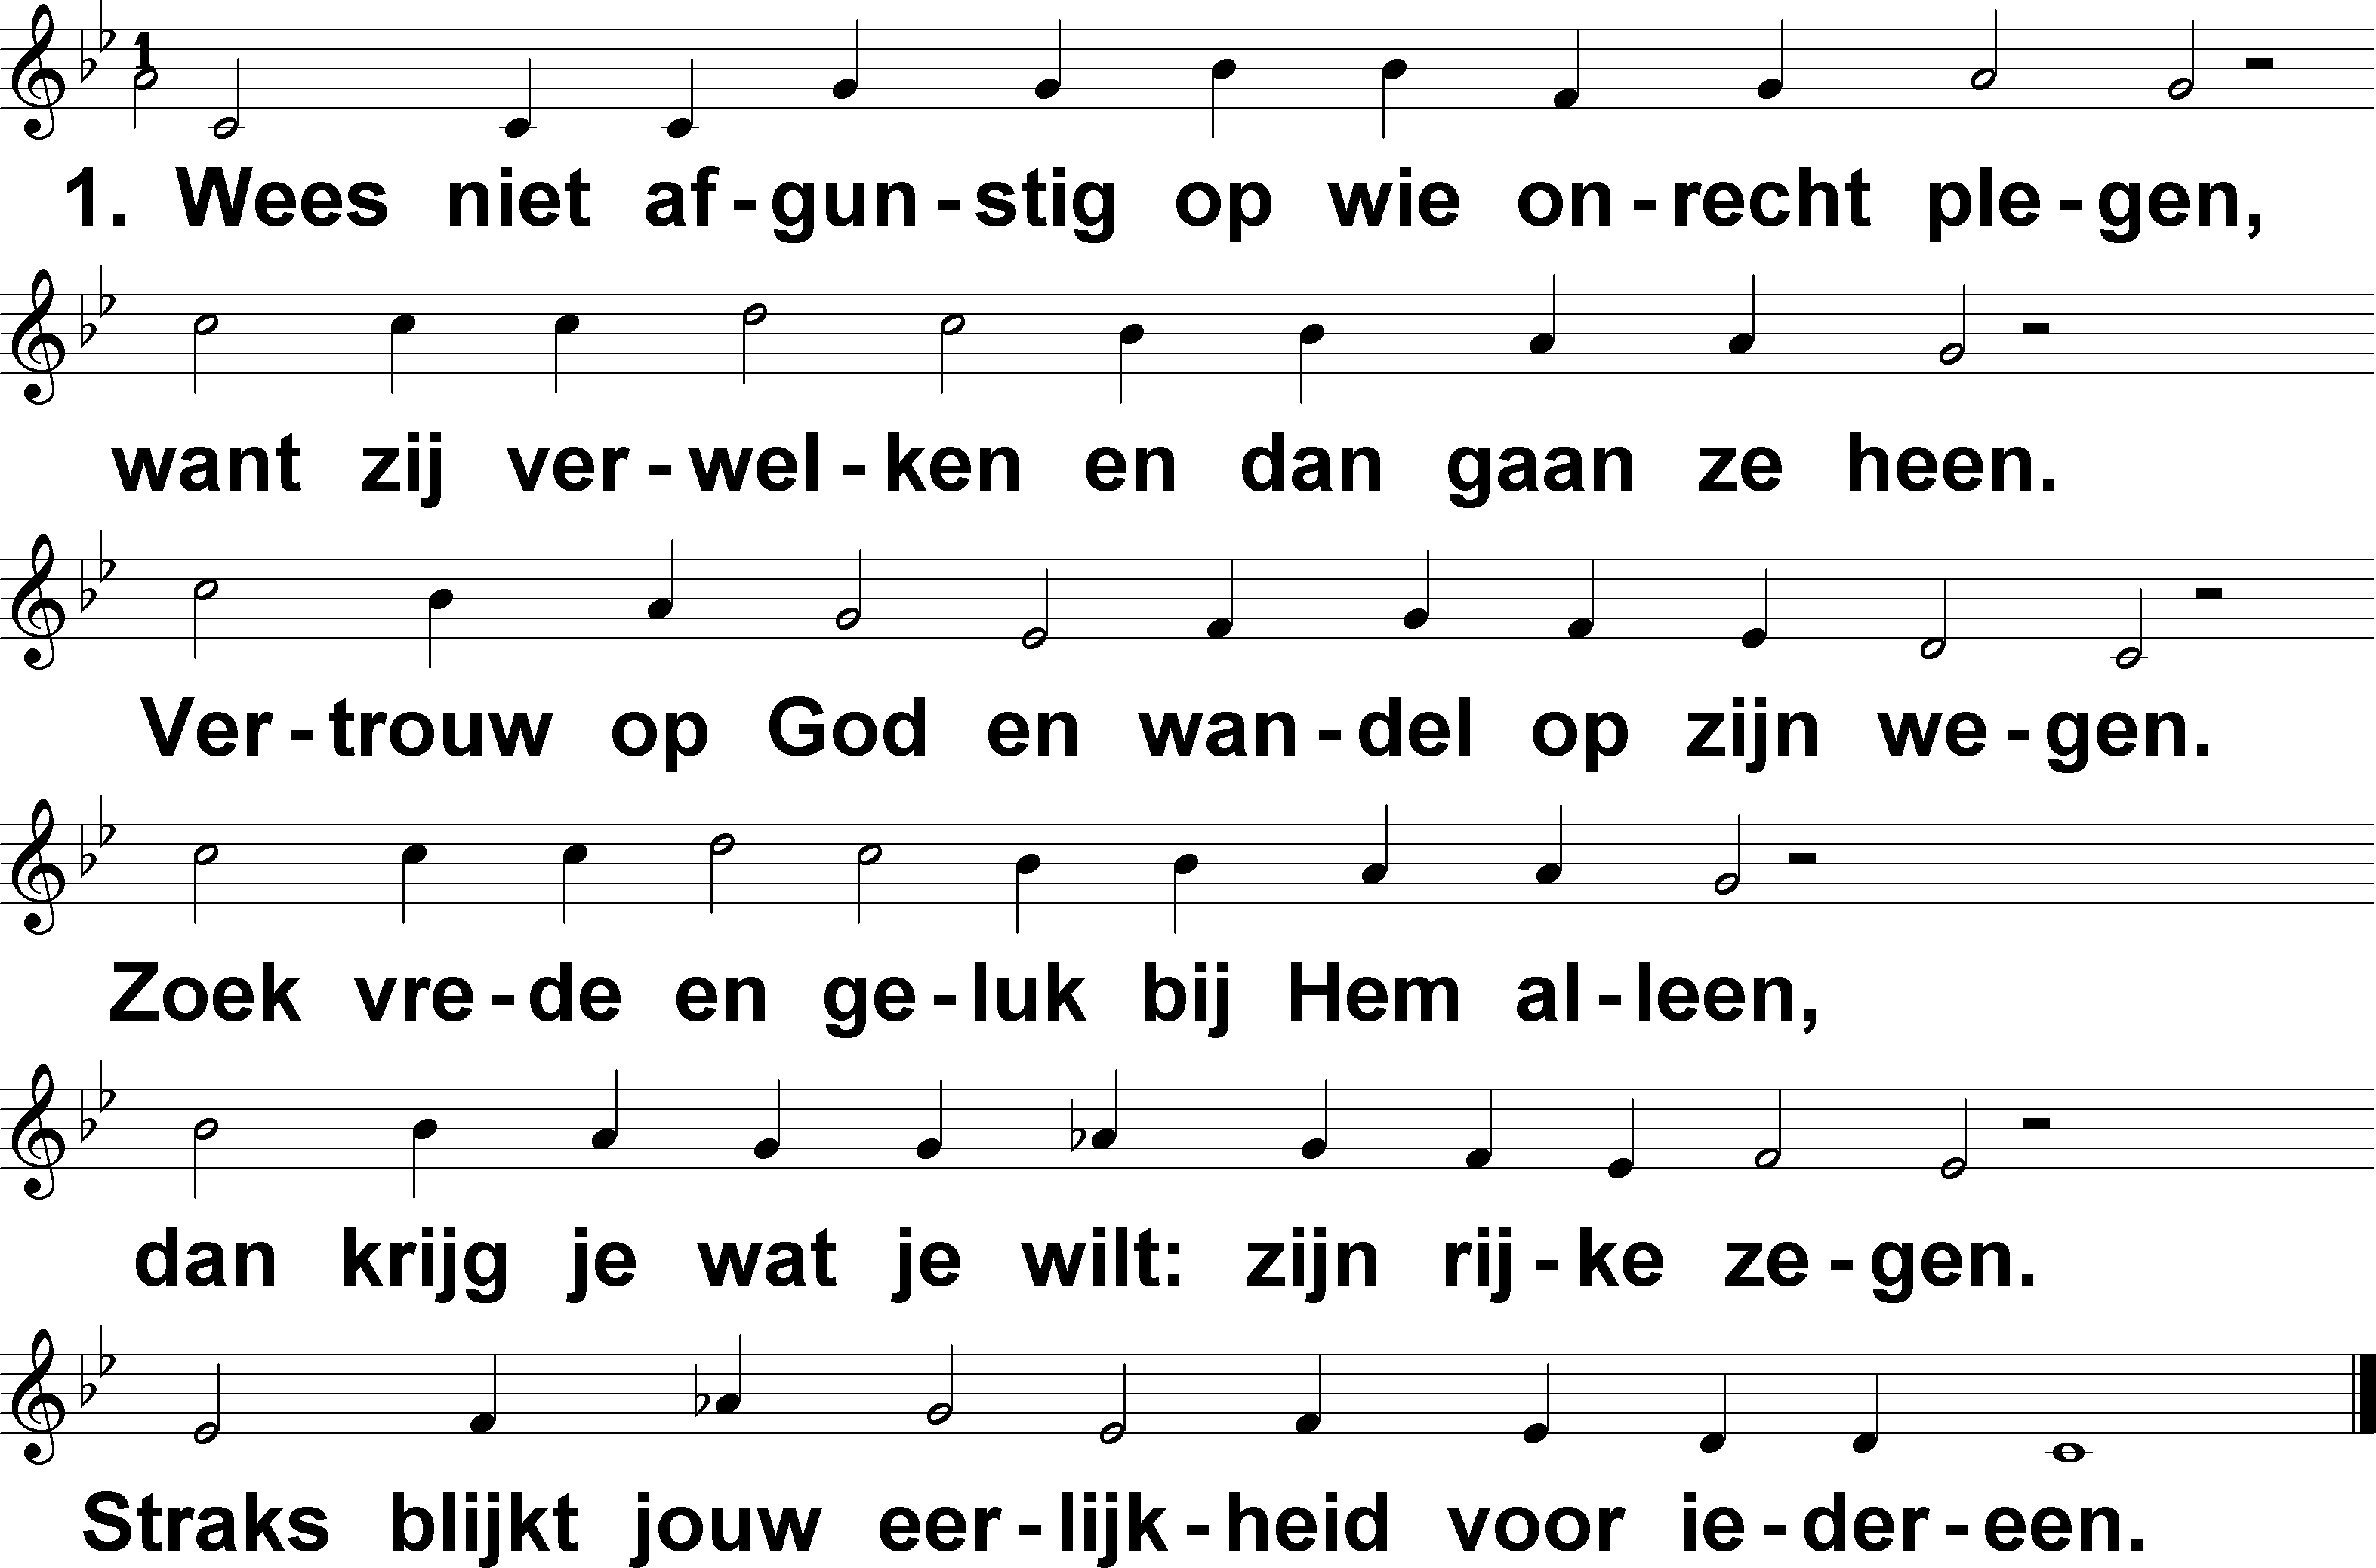 1. Wees niet af-gun-stig op wie on-recht ple-gen,
want zij ver-wel-ken en dan gaan ze heen.
Ver-trouw op God en wan-del op zijn we-gen.
Zoek vre-de en ge-luk bij Hem al-leen,
dan krijg je wat je wilt: zijn rij-ke ze-gen.
Straks blijkt jouw eer-lijk-heid voor ie-der-een.